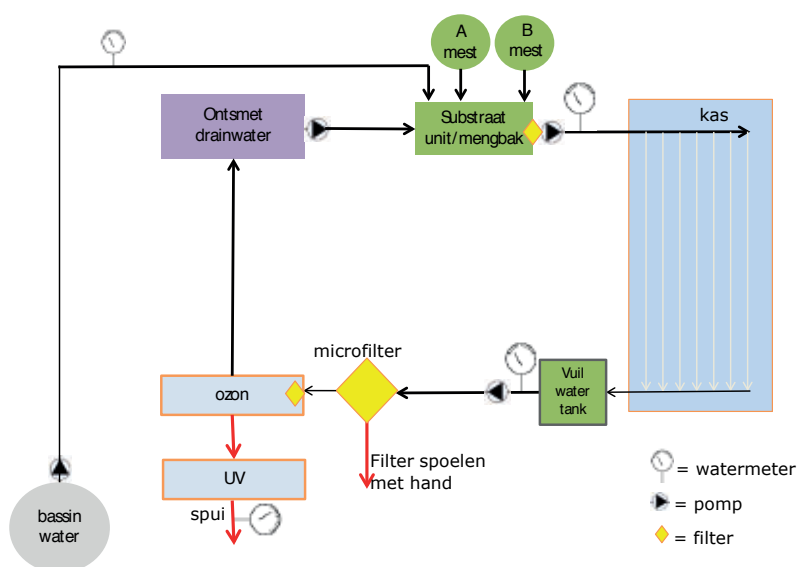 A
mest
B
mest
Ontsmet
drainwater
Substraat
unit/mengbak
kas
microfilter
ozon
Vuil
water
tank
UV
Filter spoelen
met hand
spui
bassin
water
= watermeter
= pomp
= filter